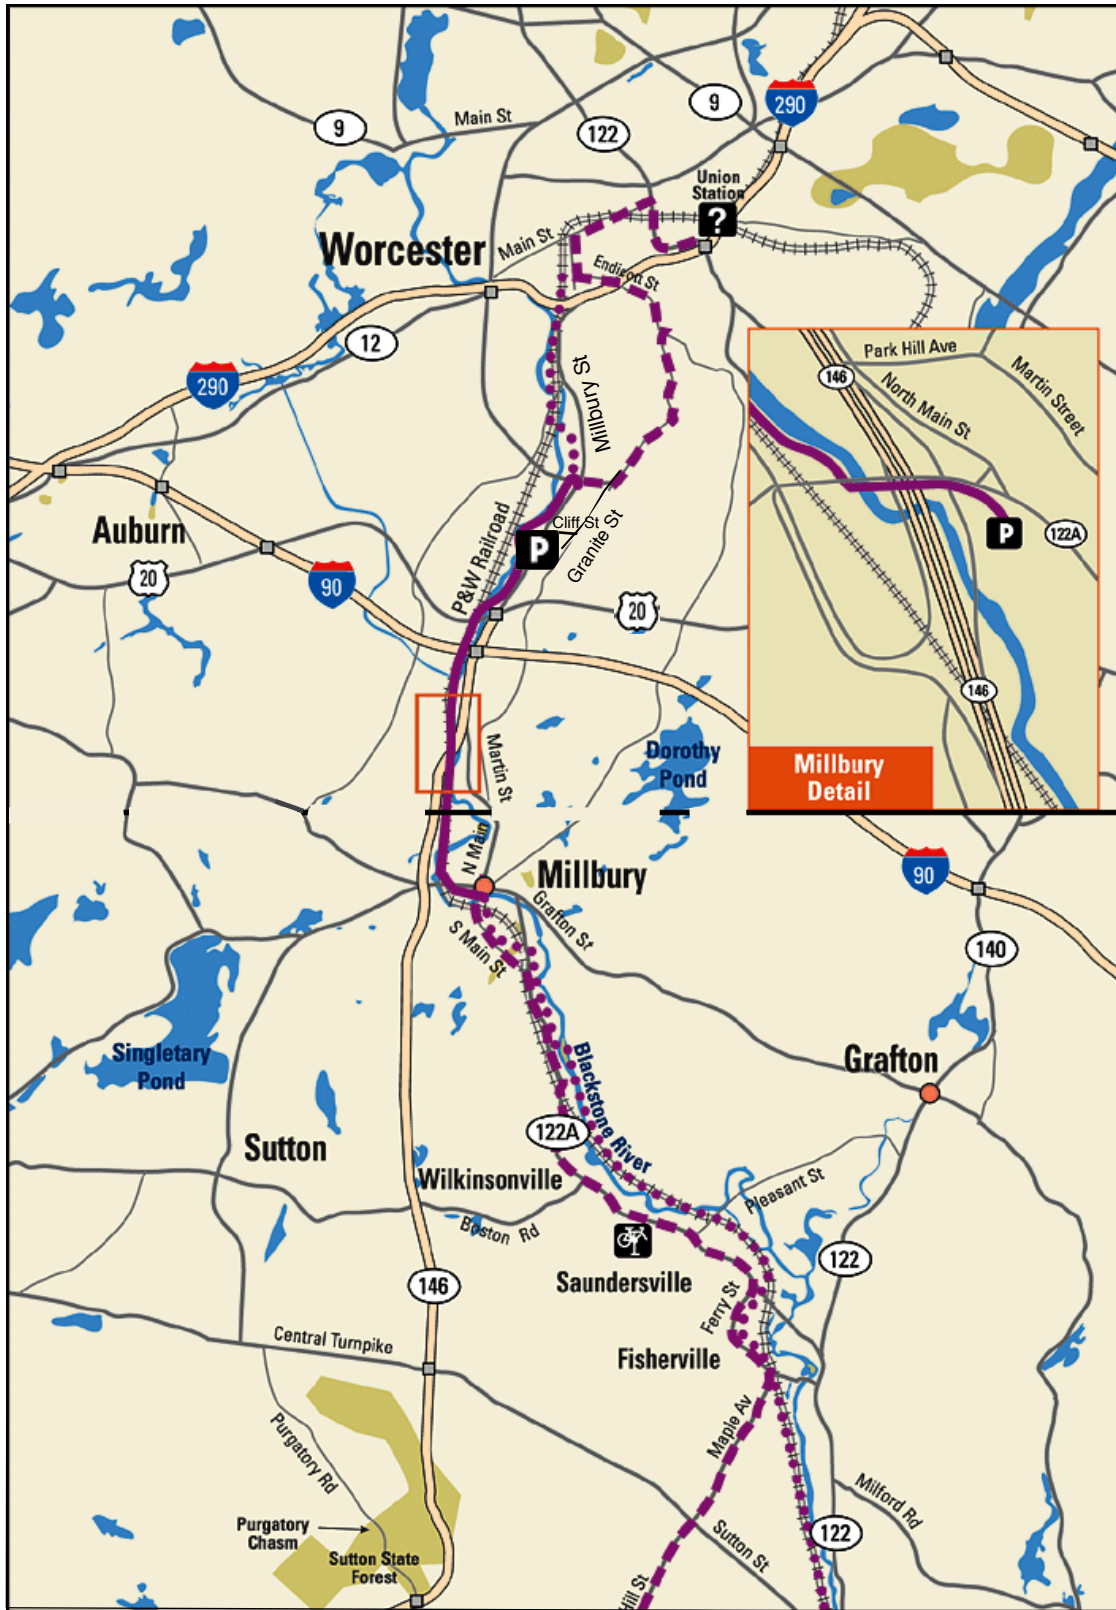 9
Main St
122
9
290
Union
Station
?
Worcester
Main St
Endicott St
12
290
Millbury St
Park Hill Ave
146
North Main St
Martin Street
P
122A
146
Millbury
Detail
Auburn
20
90
P&W Railroad
P
Cliff St
Granite St
20
Martin St
Dorothy
Pond
N Main
Millbury
Grafton St
S Main St
90
140
Singletary
Pond
Blackstone River
Grafton
122A
Sutton
Wilkinsonville
Boston Rd
Pleasant St
Saundersville
122
146
Ferry St
Central Turnpike
Fisherville
Maple Av
Purgatory Rd
Milford Rd
Purgatory
Chasm
Sutton State
Forest
Sutton St
122
Hill St